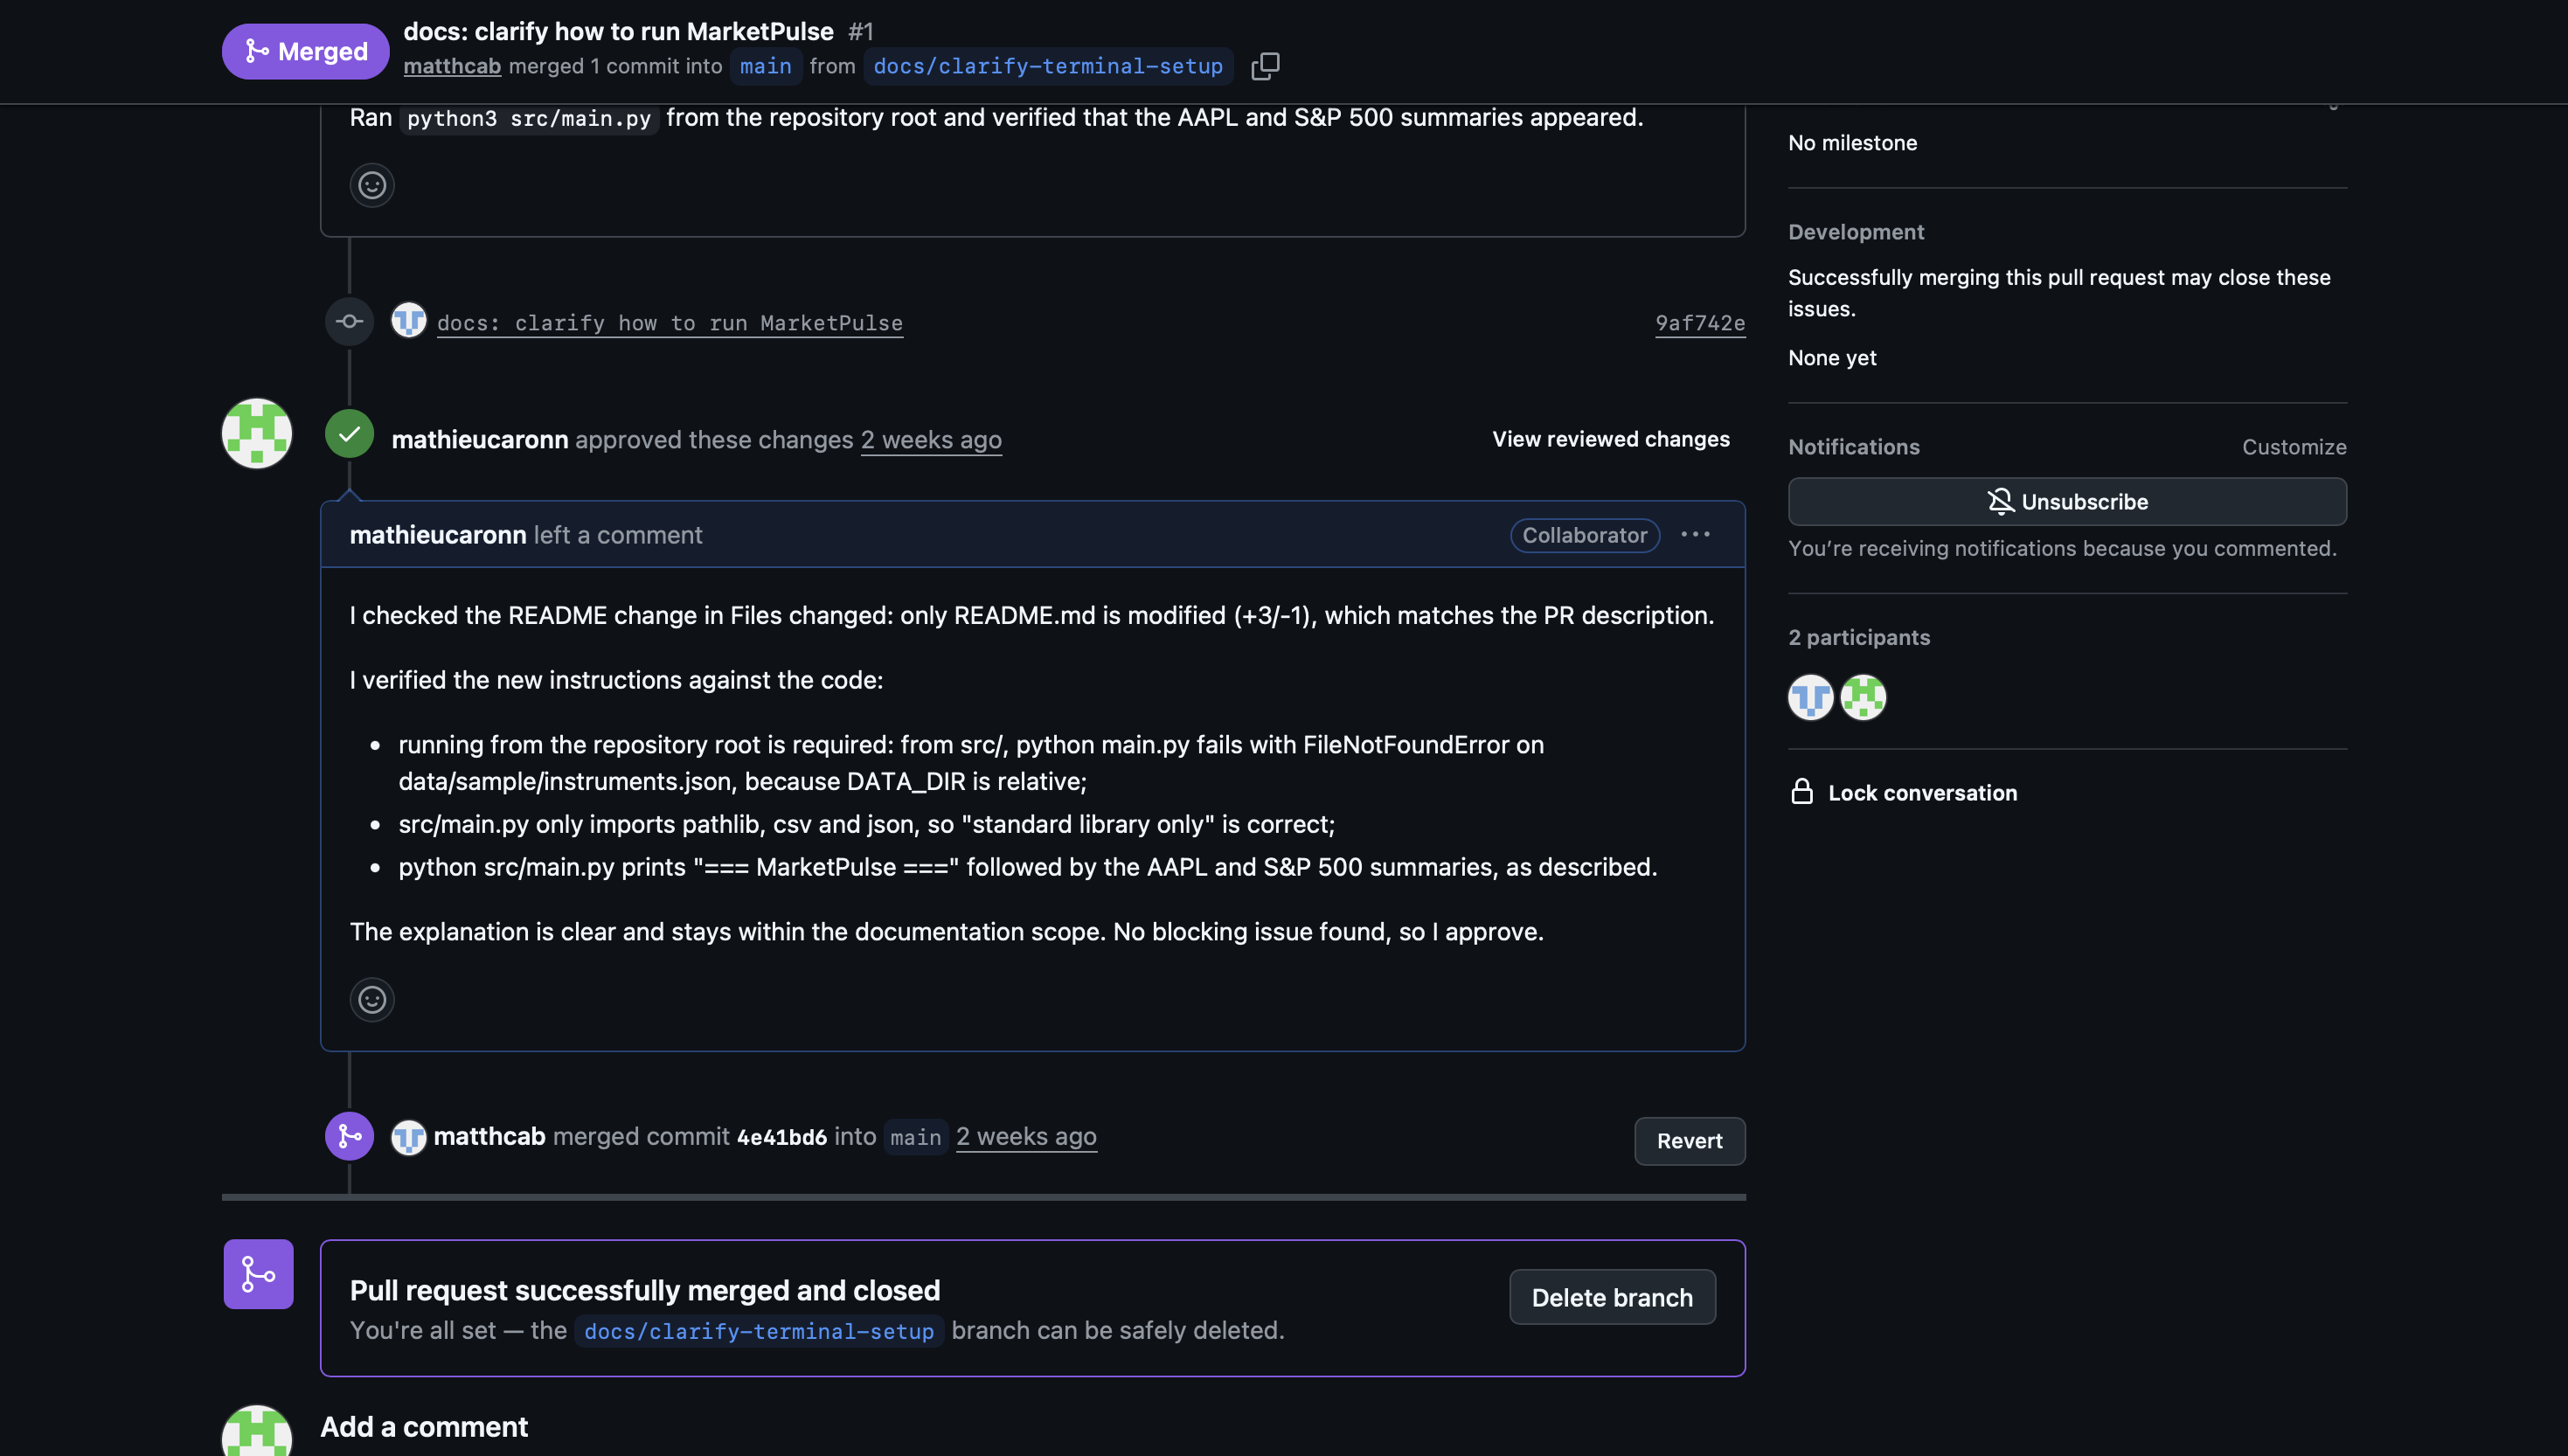 Merged
docs: clarify how to run MarketPulse #1
matthcab merged 1 commit into main from docs/clarify-terminal-setup
Ran python3 src/main.py from the repository root and verified that the AAPL and S&P 500 summaries appeared.
docs: clarify how to run MarketPulse 9af742e
mathieucaronn approved these changes 2 weeks ago
View reviewed changes
mathieucaronn left a comment
Collaborator
I checked the README change in Files changed: only README.md is modified (+3/-1), which matches the PR description.
I verified the new instructions against the code:
• running from the repository root is required: from src/, python main.py fails with FileNotFoundError on
data/sample/instruments.json, because DATA_DIR is relative;
• src/main.py only imports pathlib, csv and json, so "standard library only" is correct;
• python src/main.py prints "=== MarketPulse ===" followed by the AAPL and S&P 500 summaries, as described.
The explanation is clear and stays within the documentation scope. No blocking issue found, so I approve.
matthcab merged commit 4e41bd6 into main 2 weeks ago
Revert
Pull request successfully merged and closed
You're all set — the docs/clarify-terminal-setup branch can be safely deleted.
Delete branch
Add a comment
No milestone
Development
Successfully merging this pull request may close these
issues.
None yet
Notifications
Customize
Unsubscribe
You're receiving notifications because you commented.
2 participants
Lock conversation